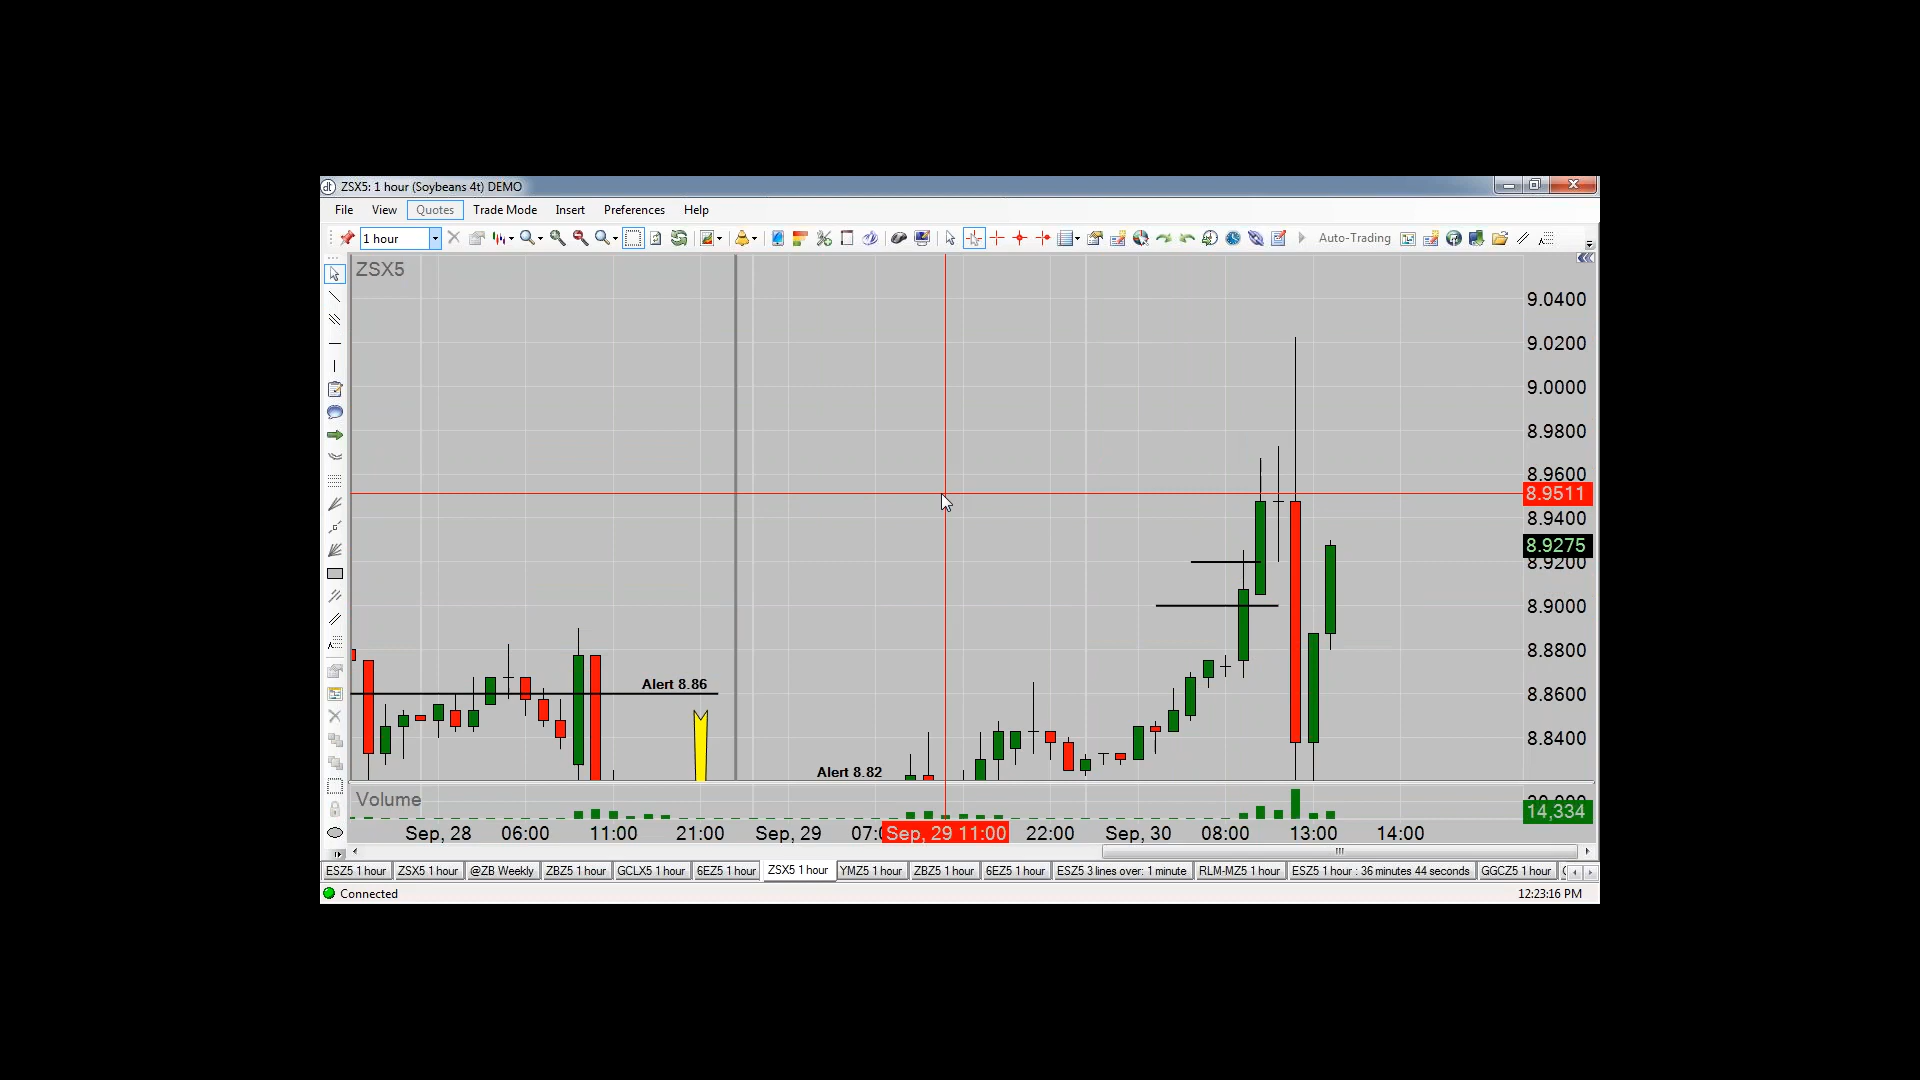 ZSX5: 1 hour (Soybeans 4t) DEMO
File View Quotes Trade Mode Insert Preferences Help
1 hour
Auto-Trading
ZSX5
9.0400
9.0200
9.0000
8.9800
8.9600
8.9511
8.9400
8.9275
8.9200
8.9000
8.8800
Alert 8.86
8.8600
8.8400
Alert 8.82
Volume
14,334
Sep, 28 06:00 11:00 21:00 Sep, 29 07:0 Sep, 29 11:00 22:00 Sep, 30 08:00 13:00 14:00
ESZ5 1 hour ZSX5 1 hour @ZB Weekly ZBZ5 1 hour GCLX5 1 hour 6EZ5 1 hour ZSX5 1 hour YMZ5 1 hour ZBZ5 1 hour 6EZ5 1 hour ESZ5 3 lines over: 1 minute RLM-MZ5 1 hour ESZ5 1 hour : 36 minutes 44 seconds GGCZ5 1 hour
Connected
12:23:16 PM